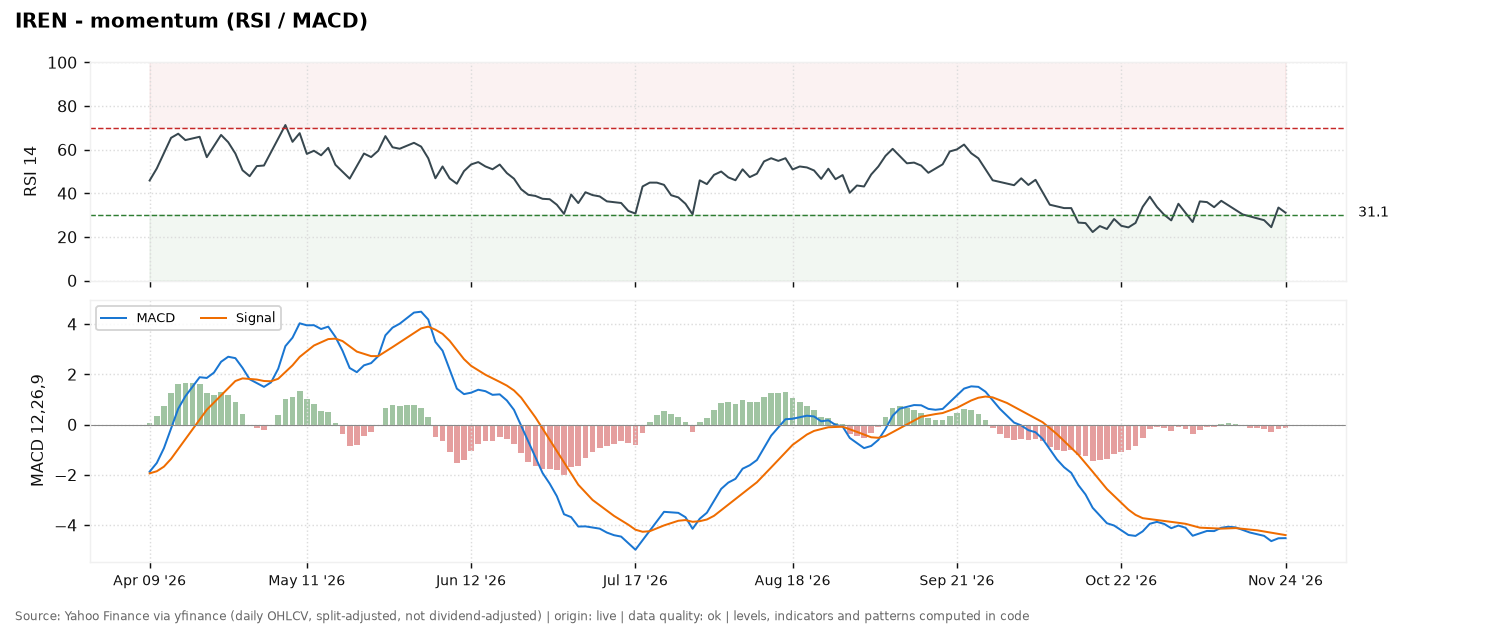 IREN - momentum (RSI / MACD)
100
80
60
40
20
0
RSI 14
31.1
MACD
Signal
4
2
0
−2
−4
MACD 12,26,9
Apr 09 '26
May 11 '26
Jun 12 '26
Jul 17 '26
Aug 18 '26
Sep 21 '26
Oct 22 '26
Nov 24 '26
Source: Yahoo Finance via yfinance (daily OHLCV, split-adjusted, not dividend-adjusted) | origin: live | data quality: ok | levels, indicators and patterns computed in code